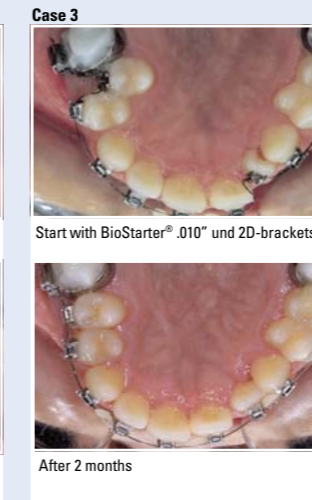 Case 3
Start with BioStarter® .010” und 2D-brackets
After 2 months